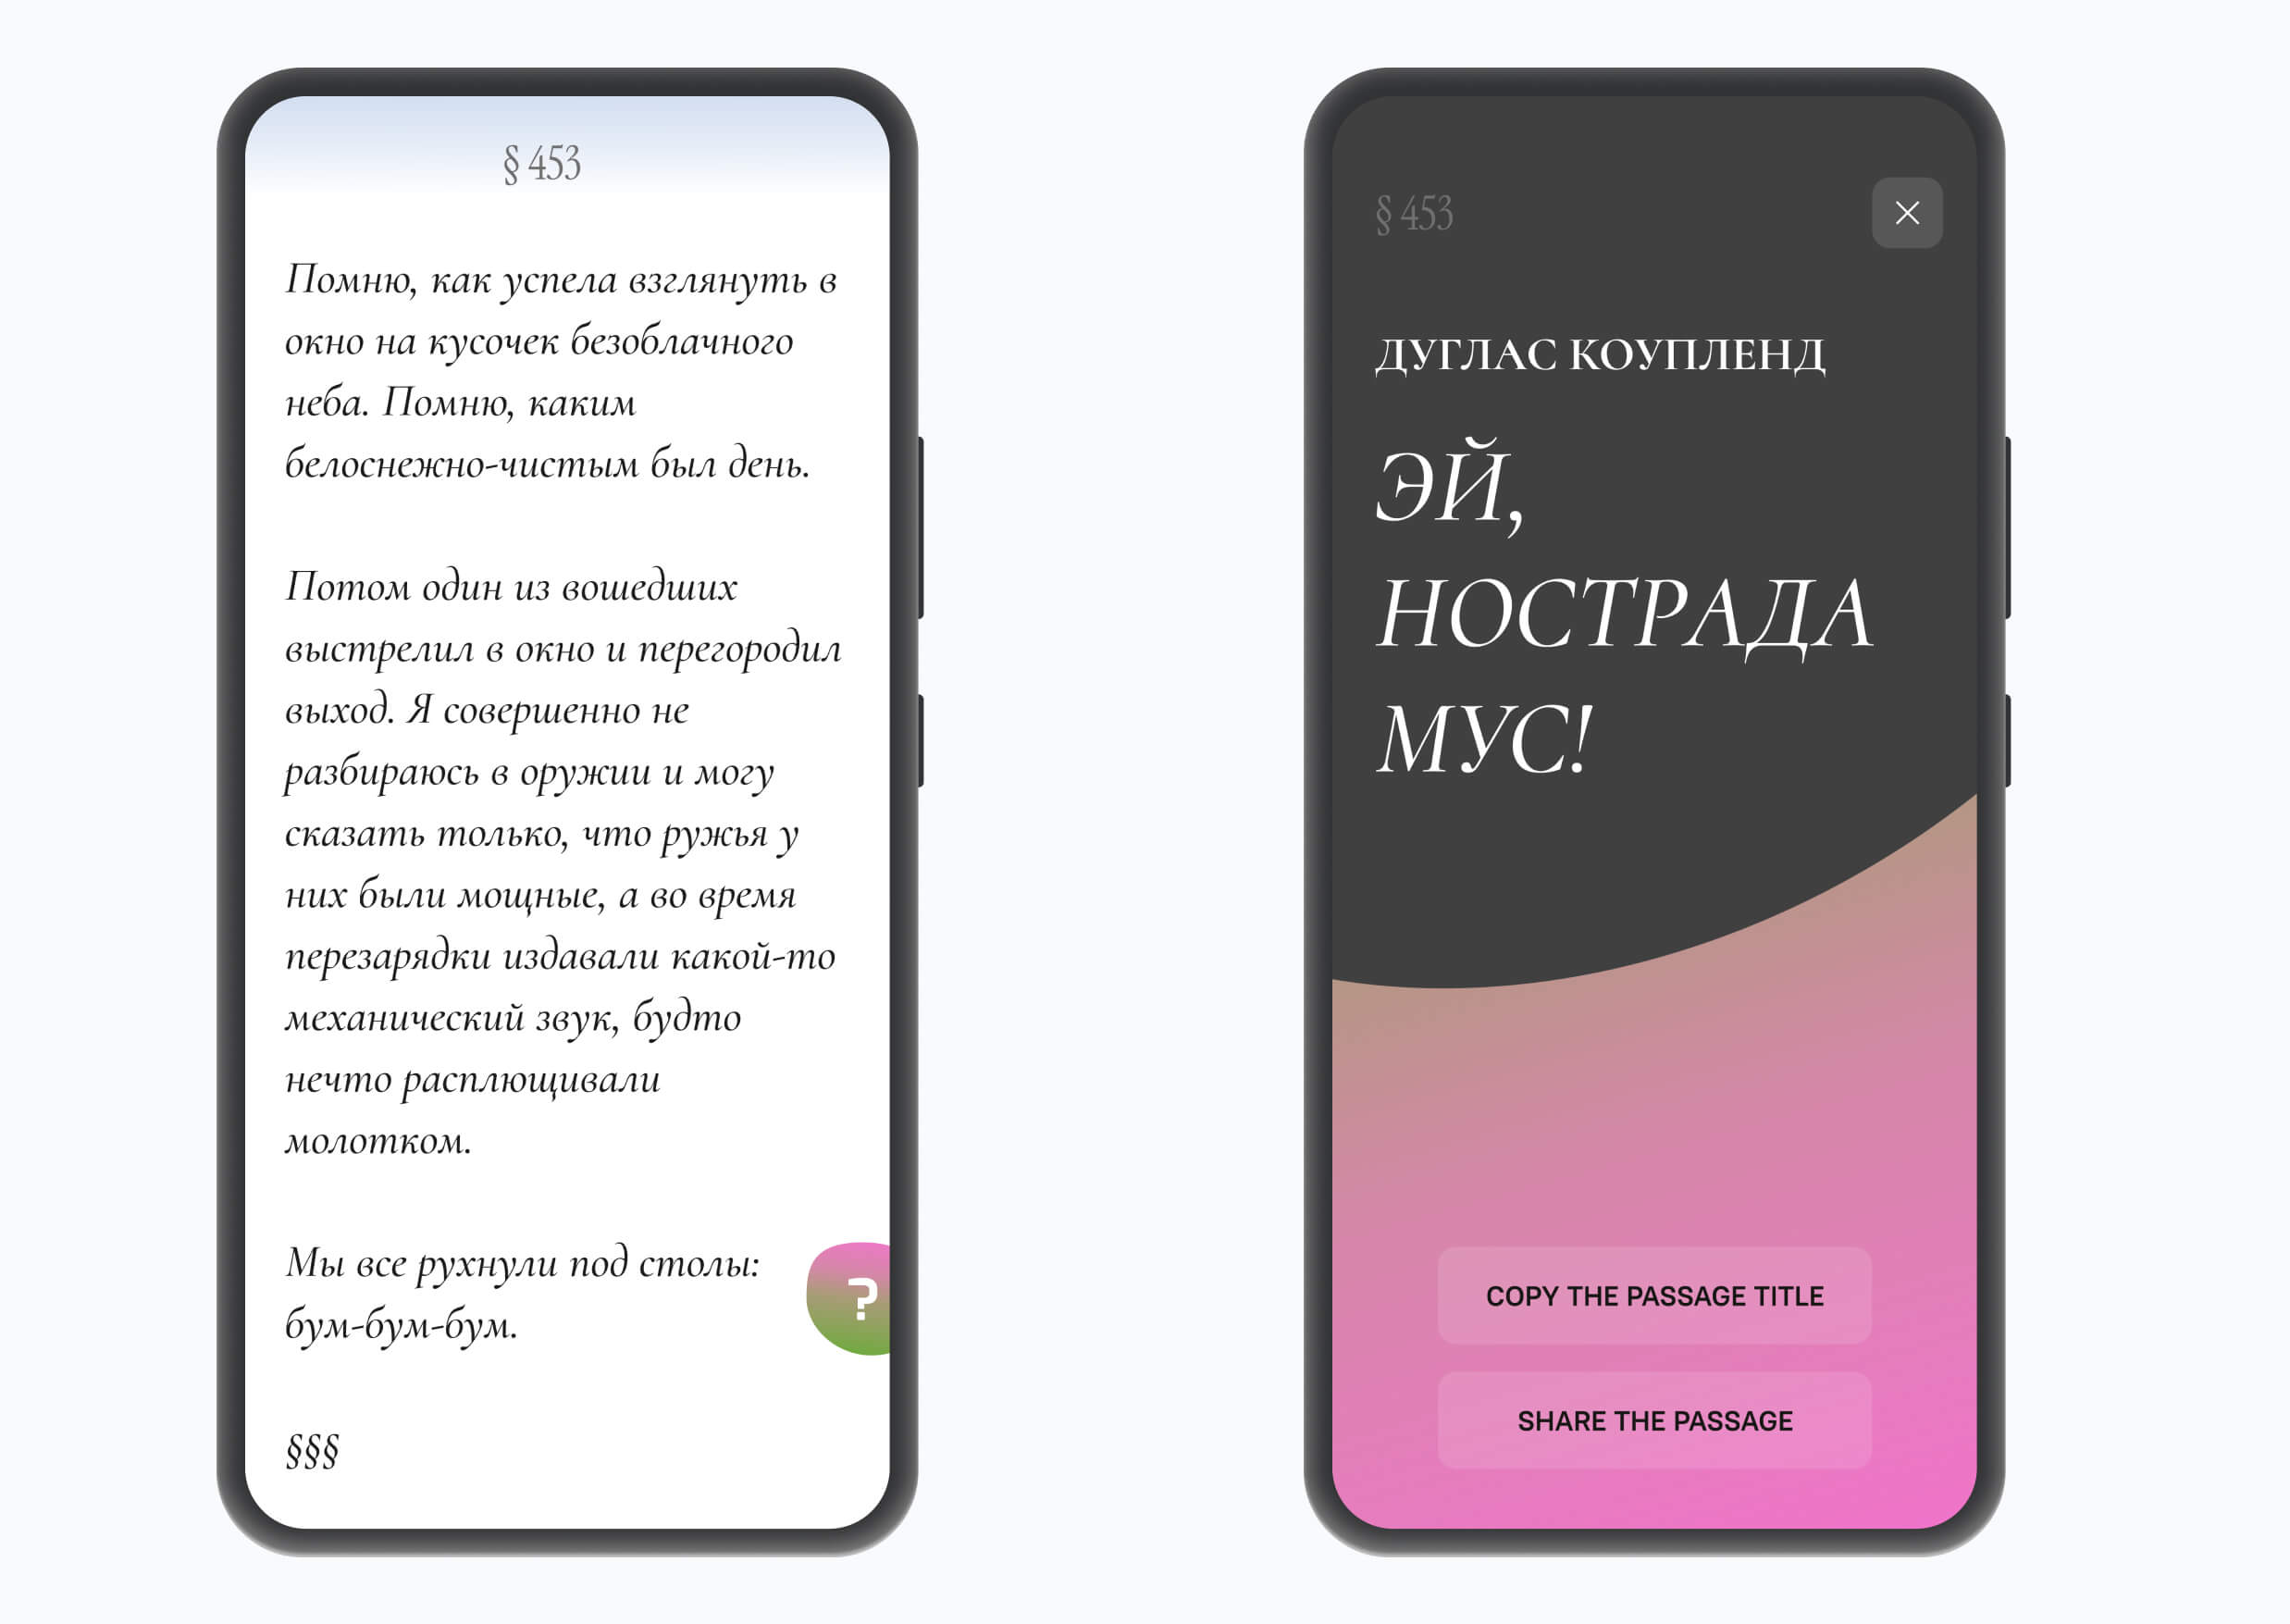 § 453
Помню, как успела взглянуть в
окно на кусочек безоблачного
неба. Помню, каким
белоснежно-чистым был день.
Потом один из вошедших
выстрелил в окно и перегородил
выход. Я совершенно не
разбираюсь в оружии и могу
сказать только, что ружья у
них были мощные, а во время
перезарядки издавали какой-то
механический звук, будто
нечто расплющивали
молотком.
Мы все рухнули под столы:
бум-бум-бум.
?
§§§
§ 453
ДУГЛАС КОУПЛЕНД
ЭЙ,
НОСТРАДА
МУС!
COPY THE PASSAGE TITLE
SHARE THE PASSAGE